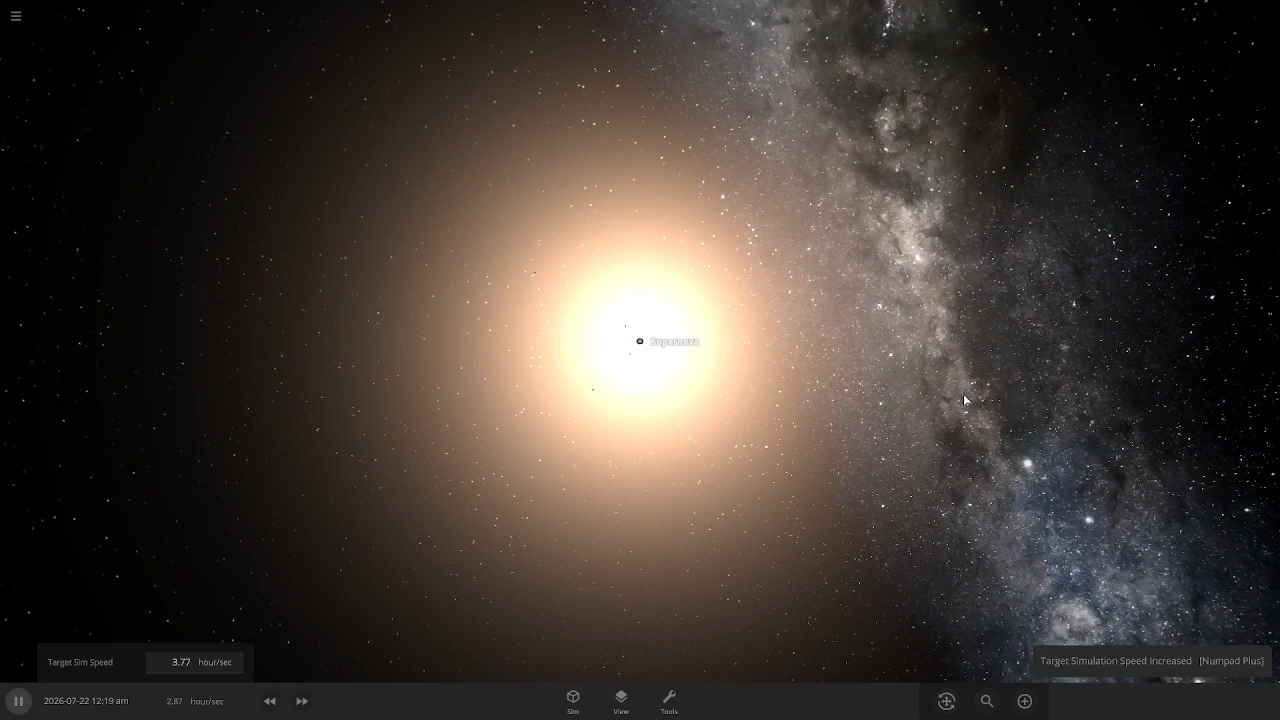 Supernova
Target Sim Speed 3.77 hour/sec
Target Simulation Speed Increased [Numpad Plus]
2026-07-22 12:19 am 2.87 hour/sec
Sim View Tools